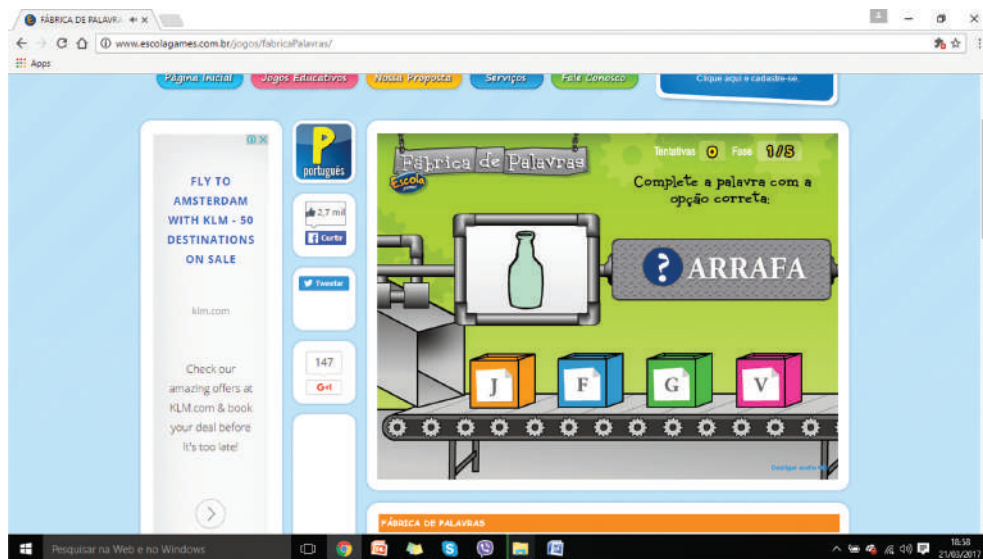 FÁBRICA DE PALAVRA
www.escolagames.com.br/jogos/fabricaPalavras/
Apps
Página Inicial
Jogos Educativos
Nossa Proposta
Serviços
Fale Conosco
Clique aqui e cadastre-se.
FLY TO
AMSTERDAM
WITH KLM - 50
DESTINATIONS
ON SALE
klm.com
Check our
amazing offers at
KLM.com & book
your deal before
it's too late!
P
português
2,7 mil
Curtir
Tweetar
147
G+1
Fábrica de Palavras
Escola
Tentativas 0 Fase 1/5
Complete a palavra com a
opção correta:
? ARRAFA
J F G V
Desligar áudio
FÁBRICA DE PALAVRAS
Pesquisar na Web e no Windows
18:58
21/03/2017